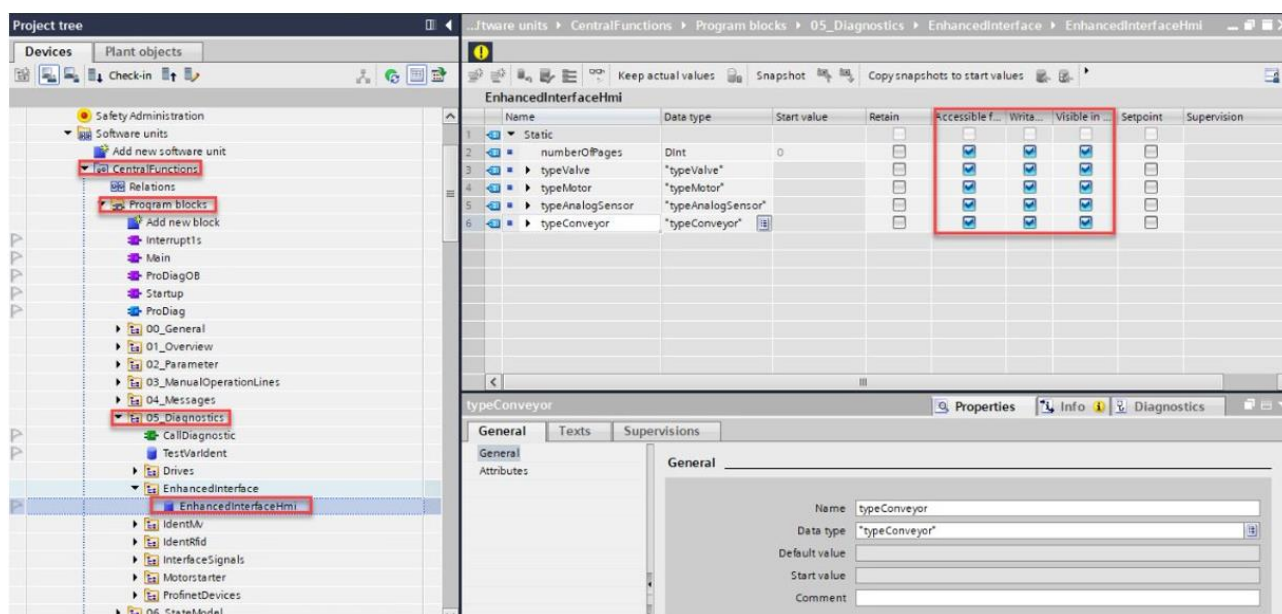 Project tree
Devices Plant objects
Check-in
Safety Administration
Software units
Add new software unit
CentralFunctions
Relations
Program blocks
Add new block
Interrupt1s
Main
ProDiagOB
Startup
ProDiag
00_General
01_Overview
02_Parameter
03_ManualOperationLines
04_Messages
05_Diagnostics
CallDiagnostic
TestVarIdent
Drives
EnhancedInterface
EnhancedInterfaceHmi
IdentMv
IdentRfid
InterfaceSignals
Motorstarter
ProfinetDevices
06_StateModel
...ftware units CentralFunctions Program blocks 05_Diagnostics EnhancedInterface EnhancedInterfaceHmi
Keep actual values Snapshot Copy snapshots to start values
EnhancedInterfaceHmi
Name Data type Start value Retain Accessible f... Writa... Visible in ... Setpoint Supervision
1 Static
2 numberOfPages DInt 0
3 typeValve "typeValve"
4 typeMotor "typeMotor"
5 typeAnalogSensor "typeAnalogSensor"
6 typeConveyor "typeConveyor"
typeConveyor
Properties Info Diagnostics
General Texts Supervisions
General
Attributes
General
Name typeConveyor
Data type "typeConveyor"
Default value
Start value
Comment